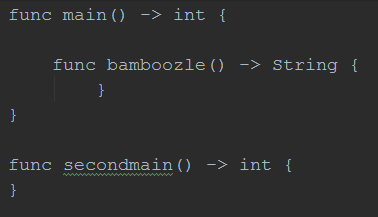 func main() -> int {
func bamboozle() -> String {
}
}
func secondmain() -> int {
}